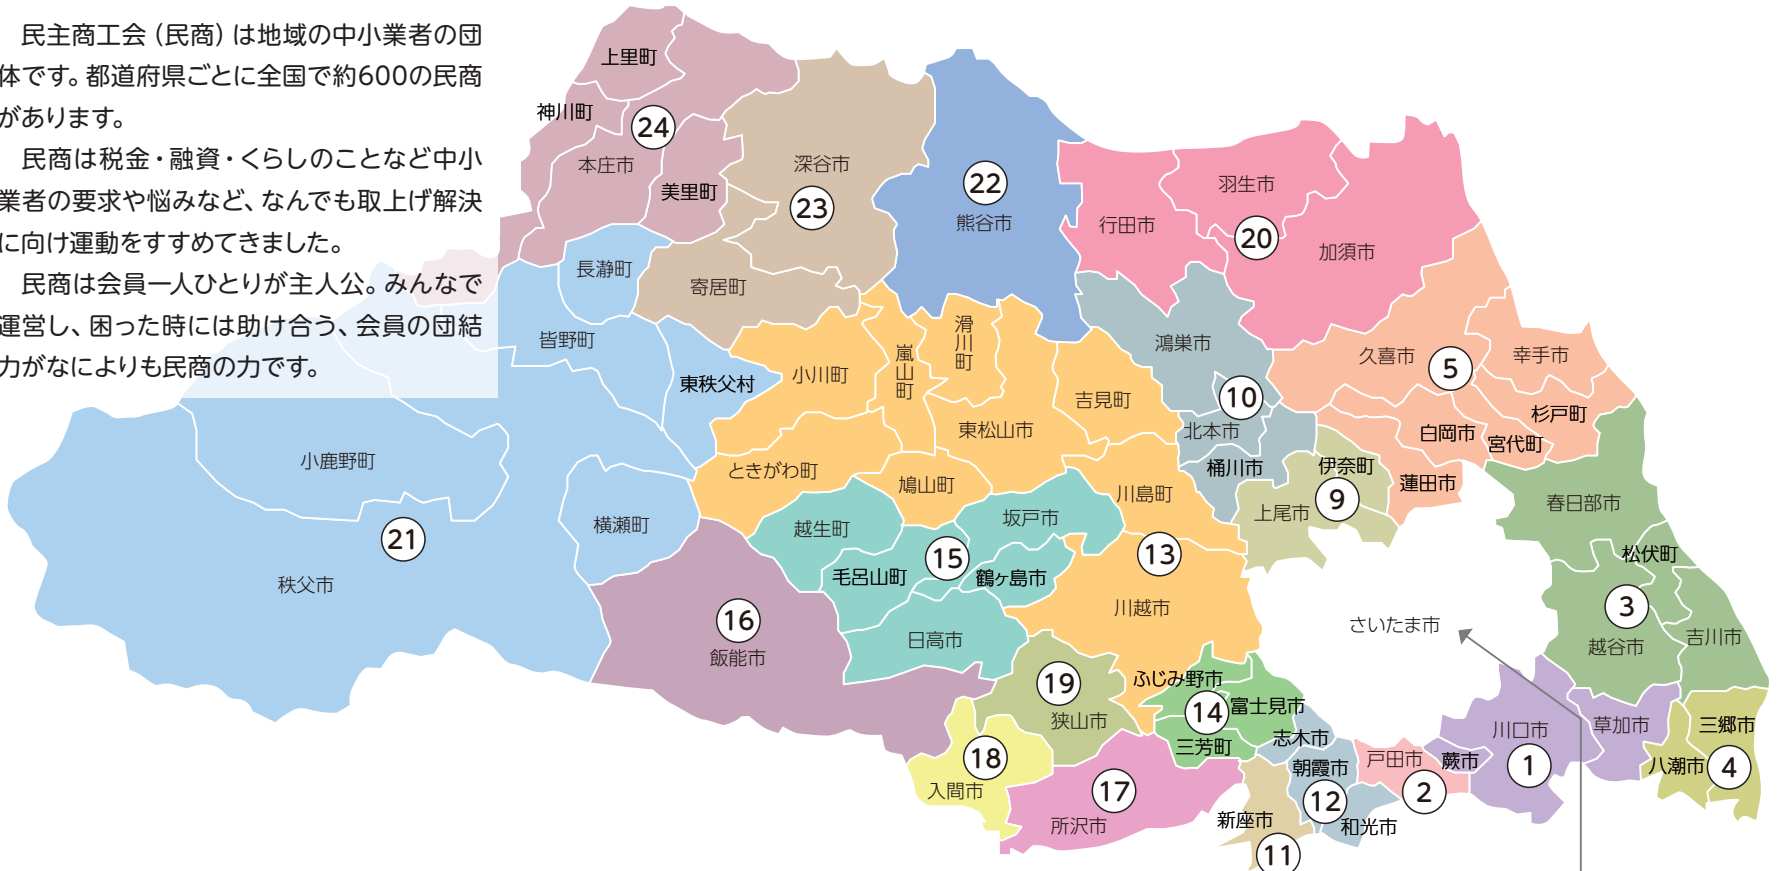 民主商工会（民商）は地域の中小業者の団
体です。都道府県ごとに全国で約600の民商
があります。
民商は税金・融資・くらしのことなど中小
業者の要求や悩みなど、なんでも取上げ解決
に向け運動をすすめてきました。
民商は会員一人ひとりが主人公。みんなで
運営し、困った時には助け合う、会員の団結
力がなによりも民商の力です。
上里町
神川町
24
本庄市
美里町
深谷市
23
寄居町
22
熊谷市
行田市
羽生市
20
加須市
長瀞町
皆野町
東秩父村
小鹿野町
21
秩父市
横瀬町
小川町
嵐山町
滑川町
吉見町
東松山市
ときがわ町
鳩山町
川島町
13
川越市
鴻巣市
10
北本市
桶川市
久喜市
5
幸手市
杉戸町
白岡市
宮代町
蓮田市
伊奈町
9
上尾市
越生町
坂戸市
15
毛呂山町
鶴ヶ島市
日高市
16
飯能市
春日部市
松伏町
3
越谷市
吉川市
さいたま市
19
狭山市
ふじみ野市
14
富士見市
三芳町
18
入間市
17
所沢市
志木市
朝霞市
12
和光市
新座市
11
戸田市
2
蕨市
川口市
1
草加市
三郷市
八潮市
4